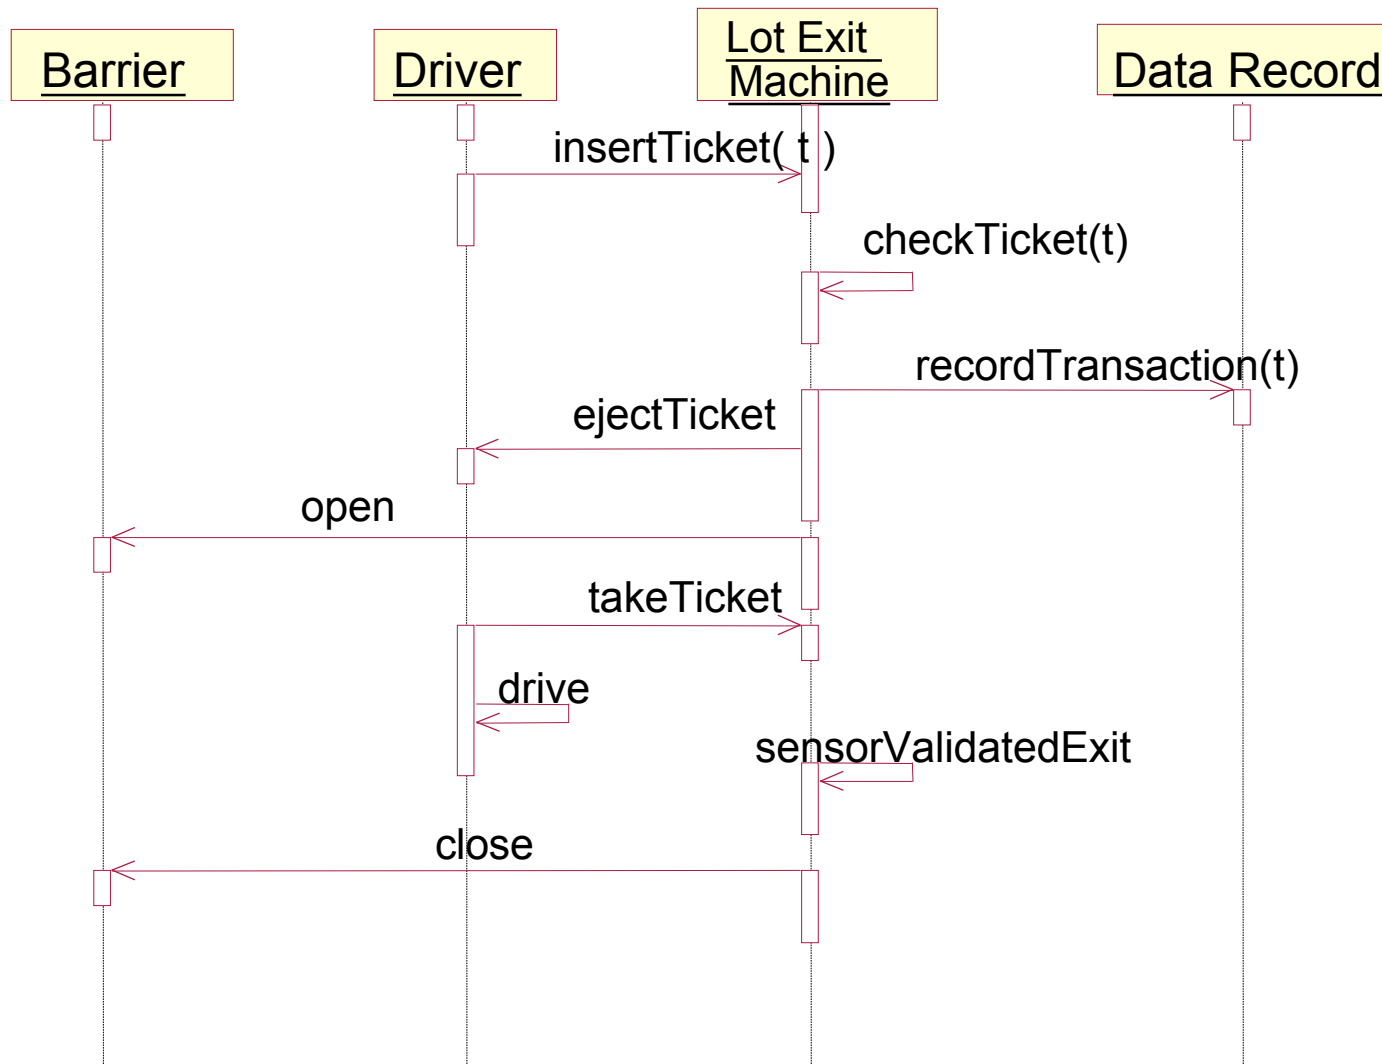 Barrier
Driver
Lot Exit
Machine
Data Record
insertTicket( t )
checkTicket(t)
recordTransaction(t)
ejectTicket
open
takeTicket
drive
sensorValidatedExit
close